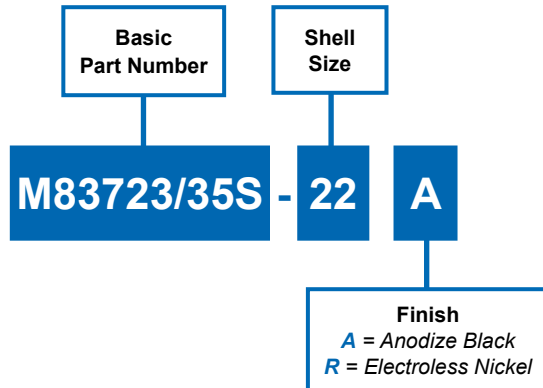 Basic
Part Number
Shell
Size
M83723/35S - 22 A
Finish
A = Anodize Black
R = Electroless Nickel